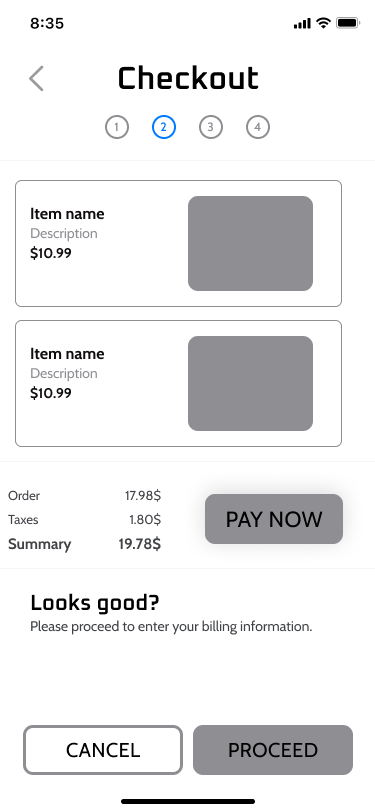 8:35
Checkout
1 2 3 4
Item name
Description
$10.99
Item name
Description
$10.99
Order 17.98$
Taxes 1.80$
Summary 19.78$
PAY NOW
Looks good?
Please proceed to enter your billing information.
CANCEL PROCEED